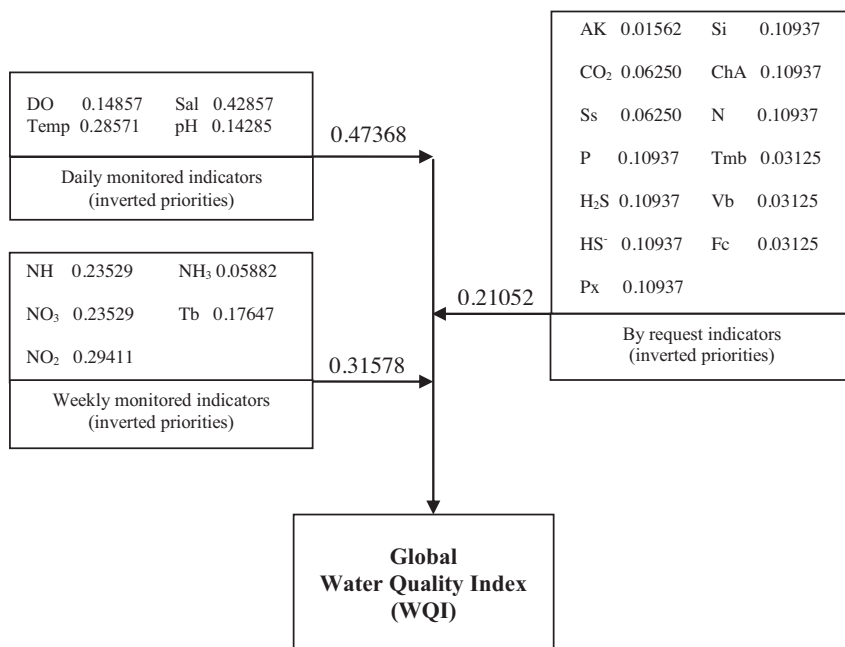 DO 0.14857 Sal 0.42857
Temp 0.28571 pH 0.14285
Daily monitored indicators
(inverted priorities)
0.47368
NH 0.23529 NH₃ 0.05882
NO₃ 0.23529 Tb 0.17647
NO₂ 0.29411
Weekly monitored indicators
(inverted priorities)
0.31578
AK 0.01562 Si 0.10937
CO₂ 0.06250 ChA 0.10937
Ss 0.06250 N 0.10937
P 0.10937 Tmb 0.03125
H₂S 0.10937 Vb 0.03125
HS⁻ 0.10937 Fc 0.03125
Px 0.10937
By request indicators
(inverted priorities)
0.21052
Global
Water Quality Index
(WQI)